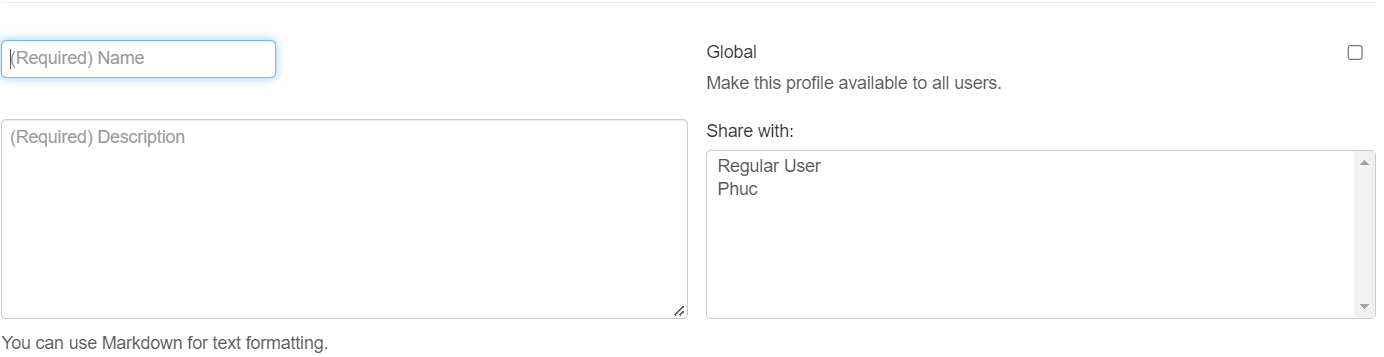 (Required) Name
Global
Make this profile available to all users.
(Required) Description
Share with:
Regular User
Phuc
You can use Markdown for text formatting.